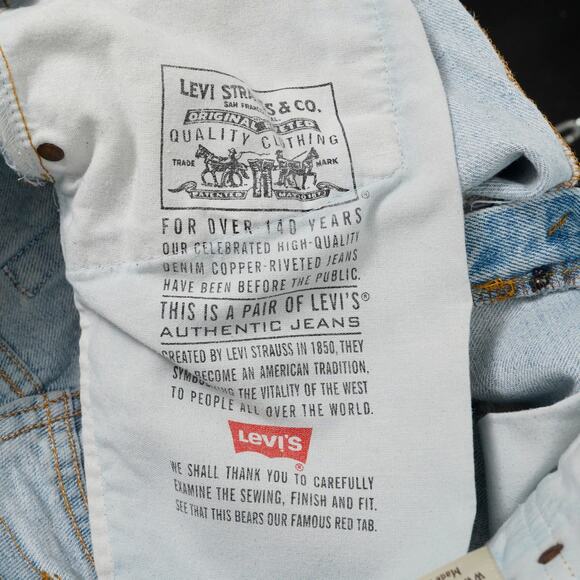 LEVI STRAUSS & CO.
SAN FRANCISCO, CAL.
ORIGINAL RIVETED
QUALITY CLOTHING
TRADE MARK
PATENTED
®
FOR OVER 140 YEARS
OUR CELEBRATED HIGH-QUALITY
DENIM COPPER-RIVETED JEANS
HAVE BEEN BEFORE THE PUBLIC.
THIS IS A PAIR OF LEVI'S®
AUTHENTIC JEANS
CREATED BY LEVI STRAUSS IN 1850, THEY
BECOME AN AMERICAN TRADITION,
THE VITALITY OF THE WEST
TO PEOPLE ALL OVER THE WORLD.
Levi's
®
WE SHALL THANK YOU TO CAREFULLY
EXAMINE THE SEWING, FINISH AND FIT.
SEE THAT THIS BEARS OUR FAMOUS RED TAB.
Made